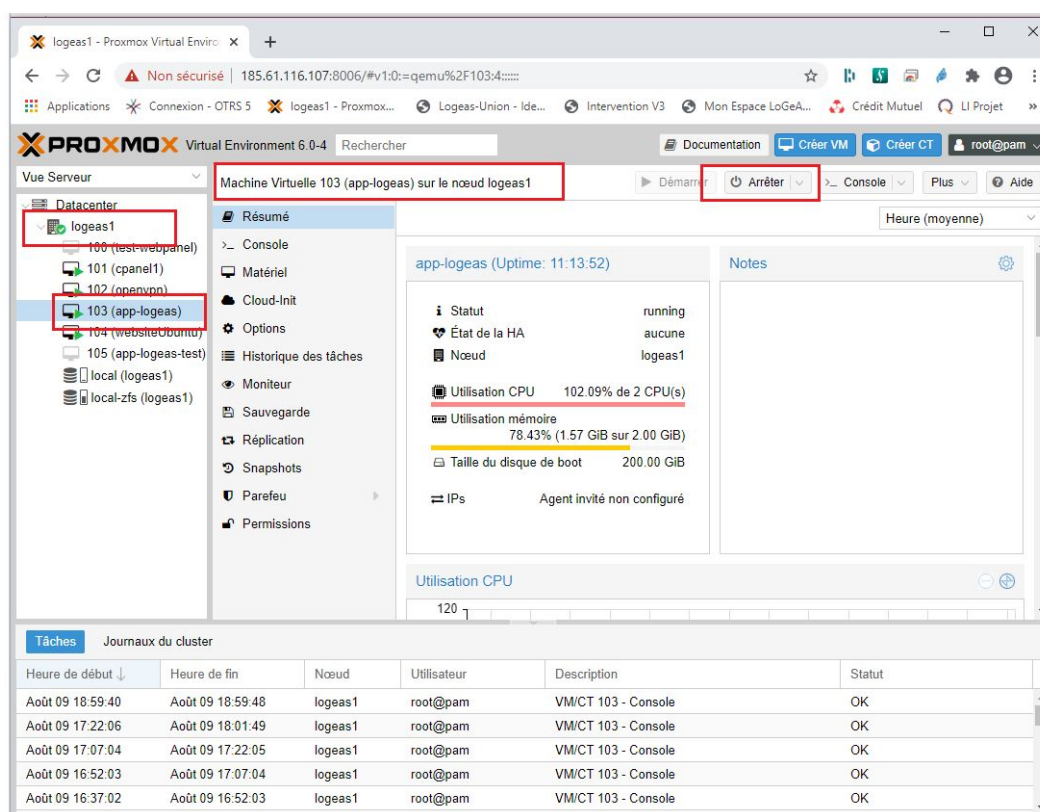 logeas1 - Proxmox Virtual Enviro
Non sécurisé | 185.61.116.107:8006/#v1:0:=qemu%2F103:4::::::
Applications Connexion - OTRS 5 logeas1 - Proxmox... Logeas-Union - Ide... Intervention V3 Mon Espace LoGeA... Crédit Mutuel LI Projet »
PROXMOX Virtual Environment 6.0-4 Rechercher Documentation Créer VM Créer CT root@pam
Vue Serveur
Machine Virtuelle 103 (app-logeas) sur le nœud logeas1 Démarrer Arrêter >_ Console Plus Aide
Datacenter
logeas1
100 (test-webpanel)
101 (cpanel1)
102 (openvpn)
103 (app-logeas)
104 (websiteUbuntu)
105 (app-logeas-test)
local (logeas1)
local-zfs (logeas1)
Résumé
>_ Console
Matériel
Cloud-Init
Options
Historique des tâches
Moniteur
Sauvegarde
Réplication
Snapshots
Parefeu
Permissions
Heure (moyenne)
app-logeas (Uptime: 11:13:52)
Statut running
État de la HA aucune
Nœud logeas1
Utilisation CPU 102.09% de 2 CPU(s)
Utilisation mémoire
78.43% (1.57 GiB sur 2.00 GiB)
Taille du disque de boot 200.00 GiB
IPs Agent invité non configuré
Notes
Utilisation CPU
120
Tâches Journaux du cluster
Heure de début Heure de fin Nœud Utilisateur Description Statut
Août 09 18:59:40 Août 09 18:59:48 logeas1 root@pam VM/CT 103 - Console OK
Août 09 17:22:06 Août 09 18:01:49 logeas1 root@pam VM/CT 103 - Console OK
Août 09 17:07:04 Août 09 17:22:05 logeas1 root@pam VM/CT 103 - Console OK
Août 09 16:52:03 Août 09 17:07:04 logeas1 root@pam VM/CT 103 - Console OK
Août 09 16:37:02 Août 09 16:52:03 logeas1 root@pam VM/CT 103 - Console OK